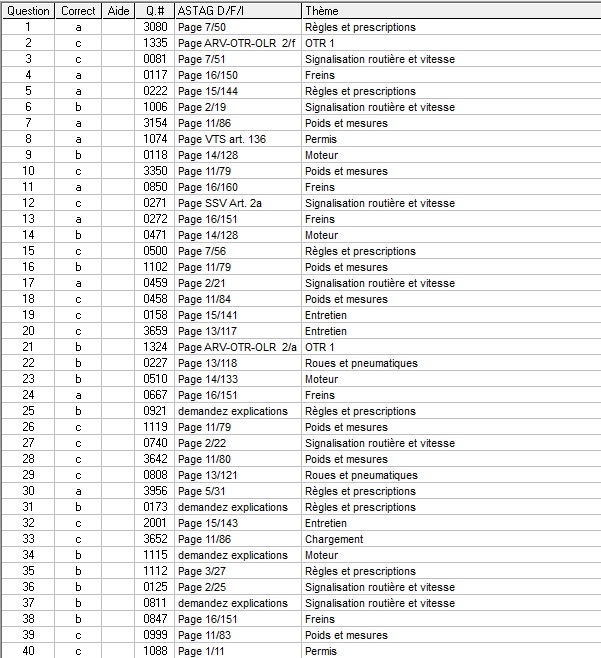 Question Correct Aide Q.# ASTAG D/F/I Thème
1 a 3080 Page 7/50 Règles et prescriptions
2 c 1335 Page ARV-OTR-OLR 2/f OTR 1
3 c 0081 Page 7/51 Signalisation routière et vitesse
4 a 0117 Page 16/150 Freins
5 a 0222 Page 15/144 Règles et prescriptions
6 b 1006 Page 2/19 Signalisation routière et vitesse
7 a 3154 Page 11/86 Poids et mesures
8 a 1074 Page VTS art. 136 Permis
9 b 0118 Page 14/128 Moteur
10 c 3350 Page 11/79 Poids et mesures
11 a 0850 Page 16/160 Freins
12 c 0271 Page SSV Art. 2a Signalisation routière et vitesse
13 a 0272 Page 16/151 Freins
14 b 0471 Page 14/128 Moteur
15 c 0500 Page 7/56 Règles et prescriptions
16 b 1102 Page 11/79 Poids et mesures
17 a 0459 Page 2/21 Signalisation routière et vitesse
18 c 0458 Page 11/84 Poids et mesures
19 c 0158 Page 15/141 Entretien
20 c 3659 Page 13/117 Entretien
21 b 1324 Page ARV-OTR-OLR 2/a OTR 1
22 b 0227 Page 13/118 Roues et pneumatiques
23 b 0510 Page 14/133 Moteur
24 a 0667 Page 16/151 Freins
25 b 0921 demandez explications Règles et prescriptions
26 c 1119 Page 11/79 Poids et mesures
27 c 0740 Page 2/22 Signalisation routière et vitesse
28 c 3642 Page 11/80 Poids et mesures
29 c 0808 Page 13/121 Roues et pneumatiques
30 a 3956 Page 5/31 Règles et prescriptions
31 b 0173 demandez explications Règles et prescriptions
32 c 2001 Page 15/143 Entretien
33 c 3652 Page 11/86 Chargement
34 b 1115 demandez explications Moteur
35 b 1112 Page 3/27 Règles et prescriptions
36 b 0125 Page 2/25 Signalisation routière et vitesse
37 b 0811 demandez explications Signalisation routière et vitesse
38 b 0847 Page 16/151 Freins
39 c 0999 Page 11/83 Poids et mesures
40 c 1088 Page 1/11 Permis